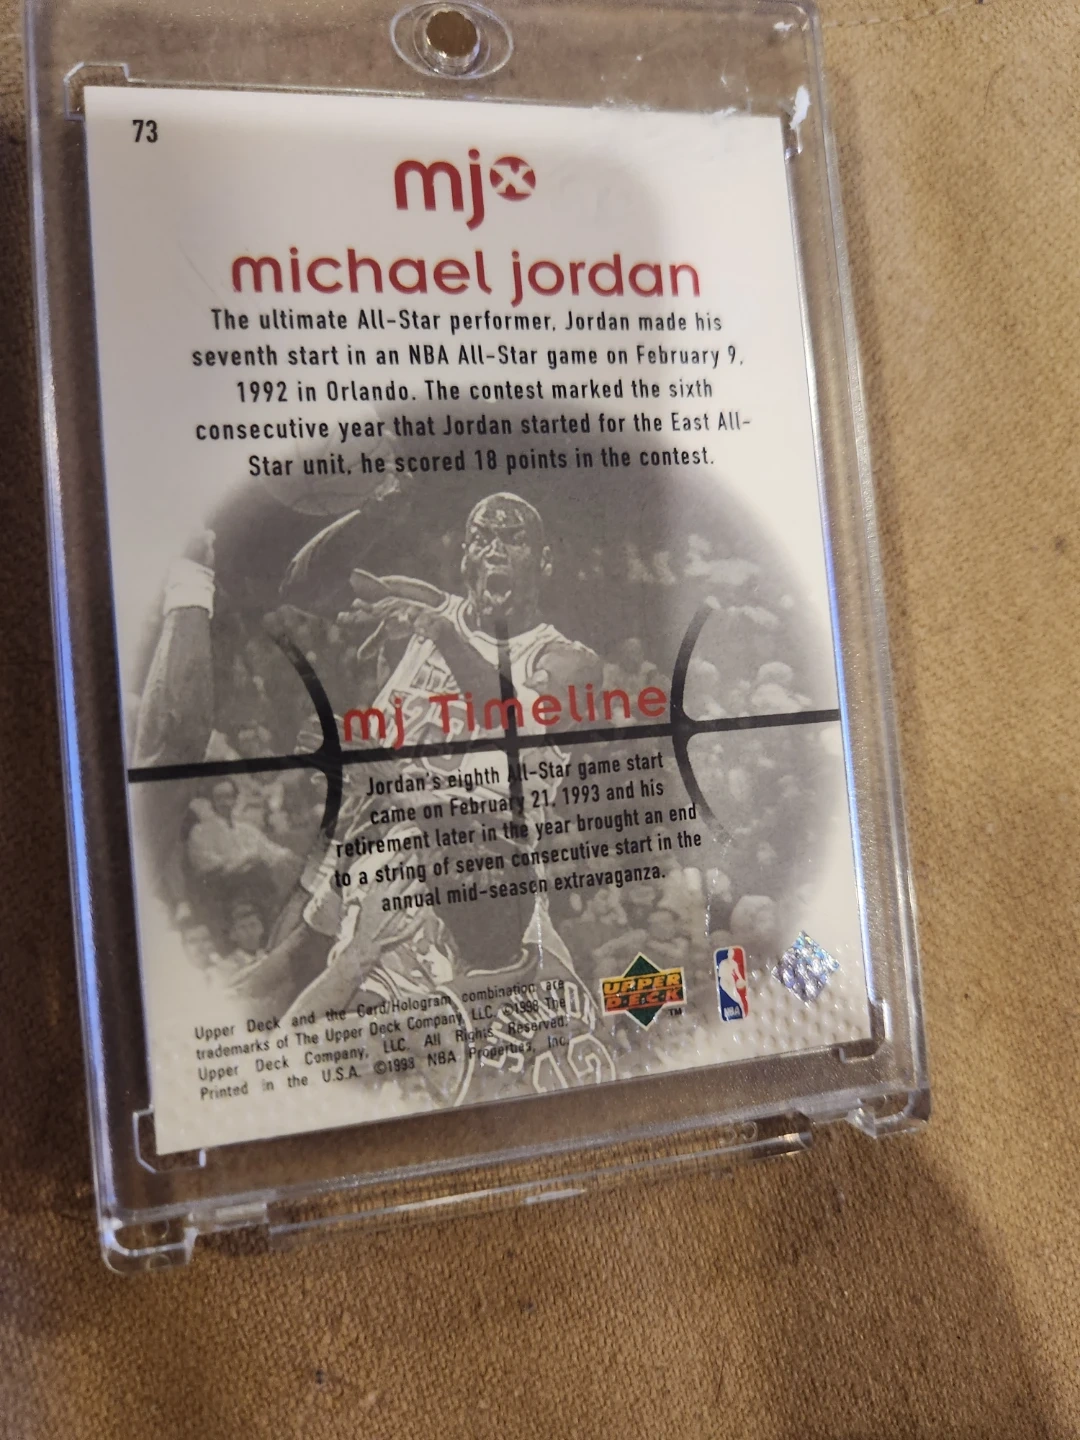 73
mjx
michael jordan
The ultimate All-Star performer, Jordan made his
seventh start in an NBA All-Star game on February 9,
1992 in Orlando. The contest marked the sixth
consecutive year that Jordan started for the East All-
Star unit, he scored 18 points in the contest.
mj Timeline
Jordan's eighth All-Star game start
came on February 21, 1993 and his
retirement later in the year brought an end
to a string of seven consecutive start in the
annual mid-season extravaganza.
Upper Deck and the Card/Hologram combination are
trademarks of The Upper Deck Company, LLC. ©1998 The
Upper Deck Company, LLC. All Rights Reserved.
Printed in the U.S.A. ©1998 NBA Properties, Inc.
UPPER
DECK
TM
NBA